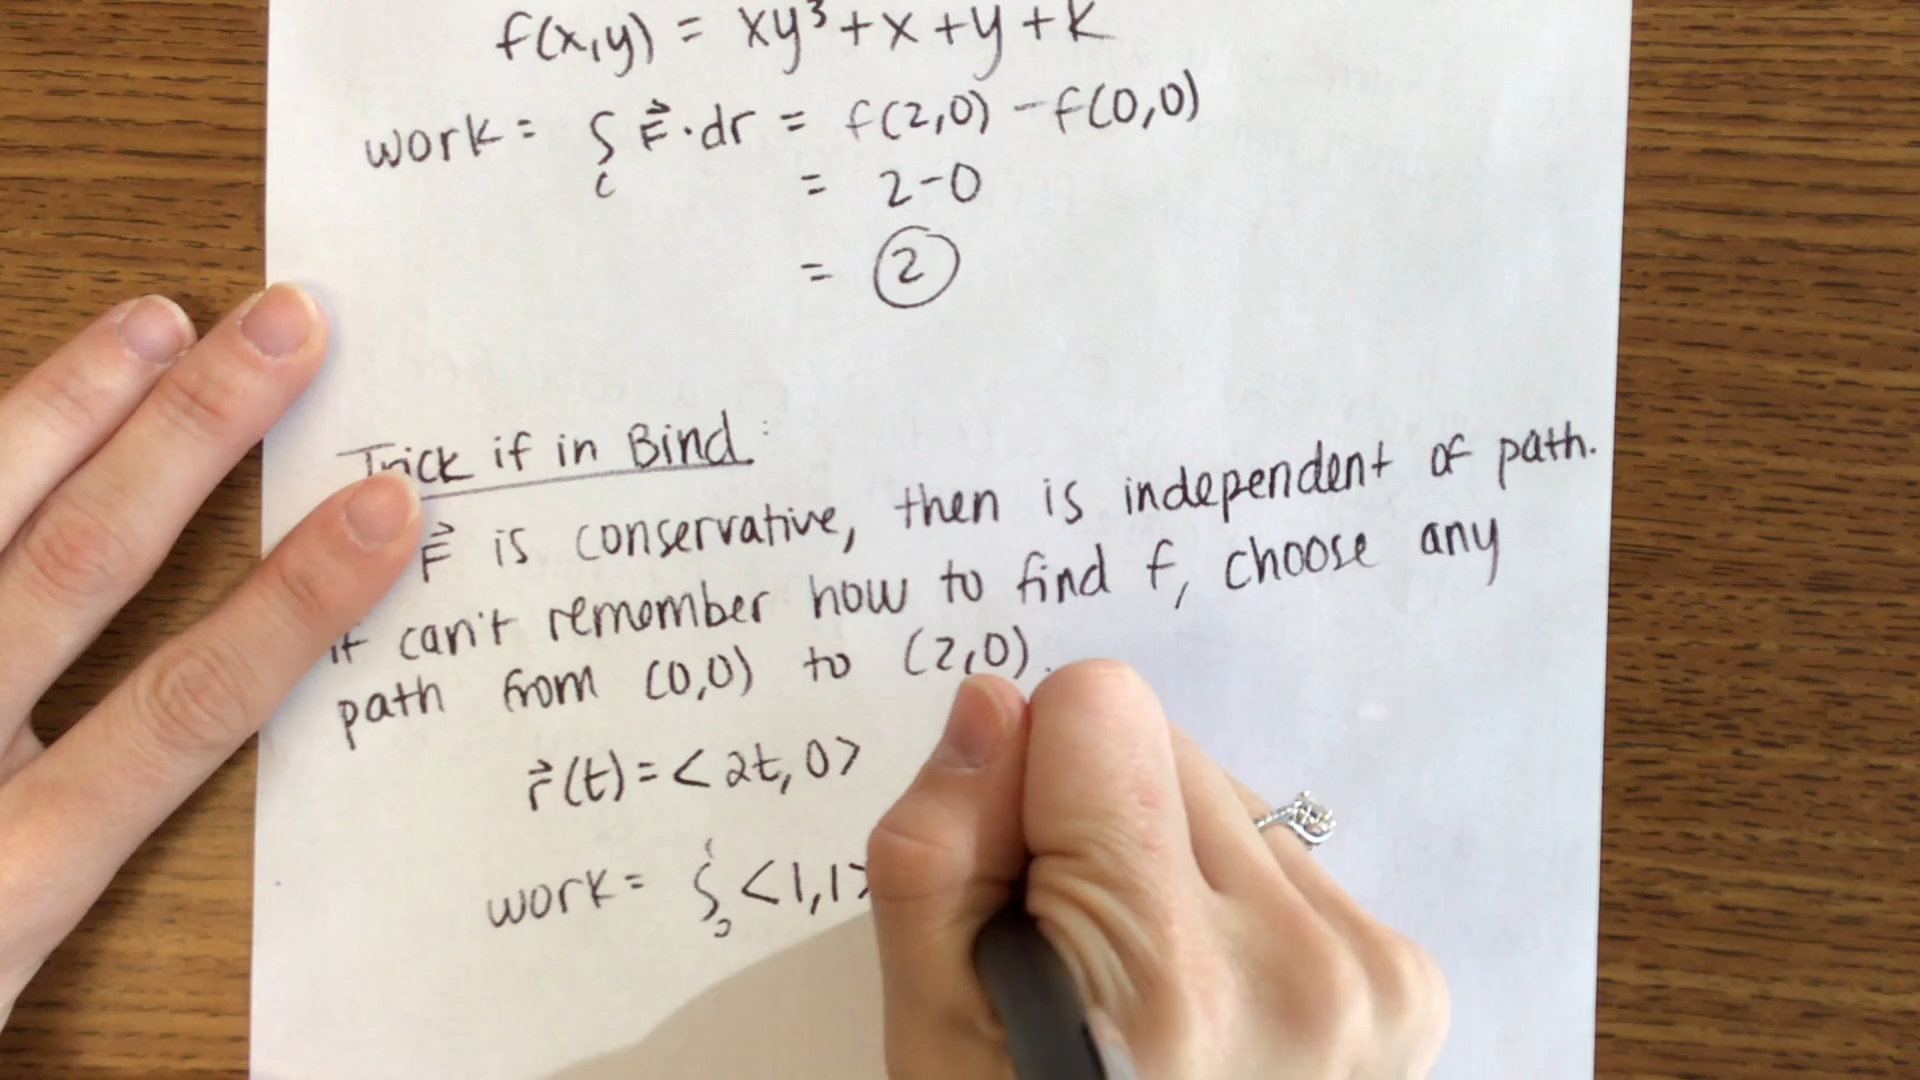 f(x,y) = xy³ + x + y + K
work = ∫ F⃗ · dr = f(2,0) - f(0,0)
C
= 2-0
= 2
Trick if in Bind:
F⃗ is conservative, then is independent of path.
If can't remember how to find f, choose any
path from (0,0) to (2,0).
r⃗(t) = < 2t, 0 >
work = ∫₀¹ <1,1>